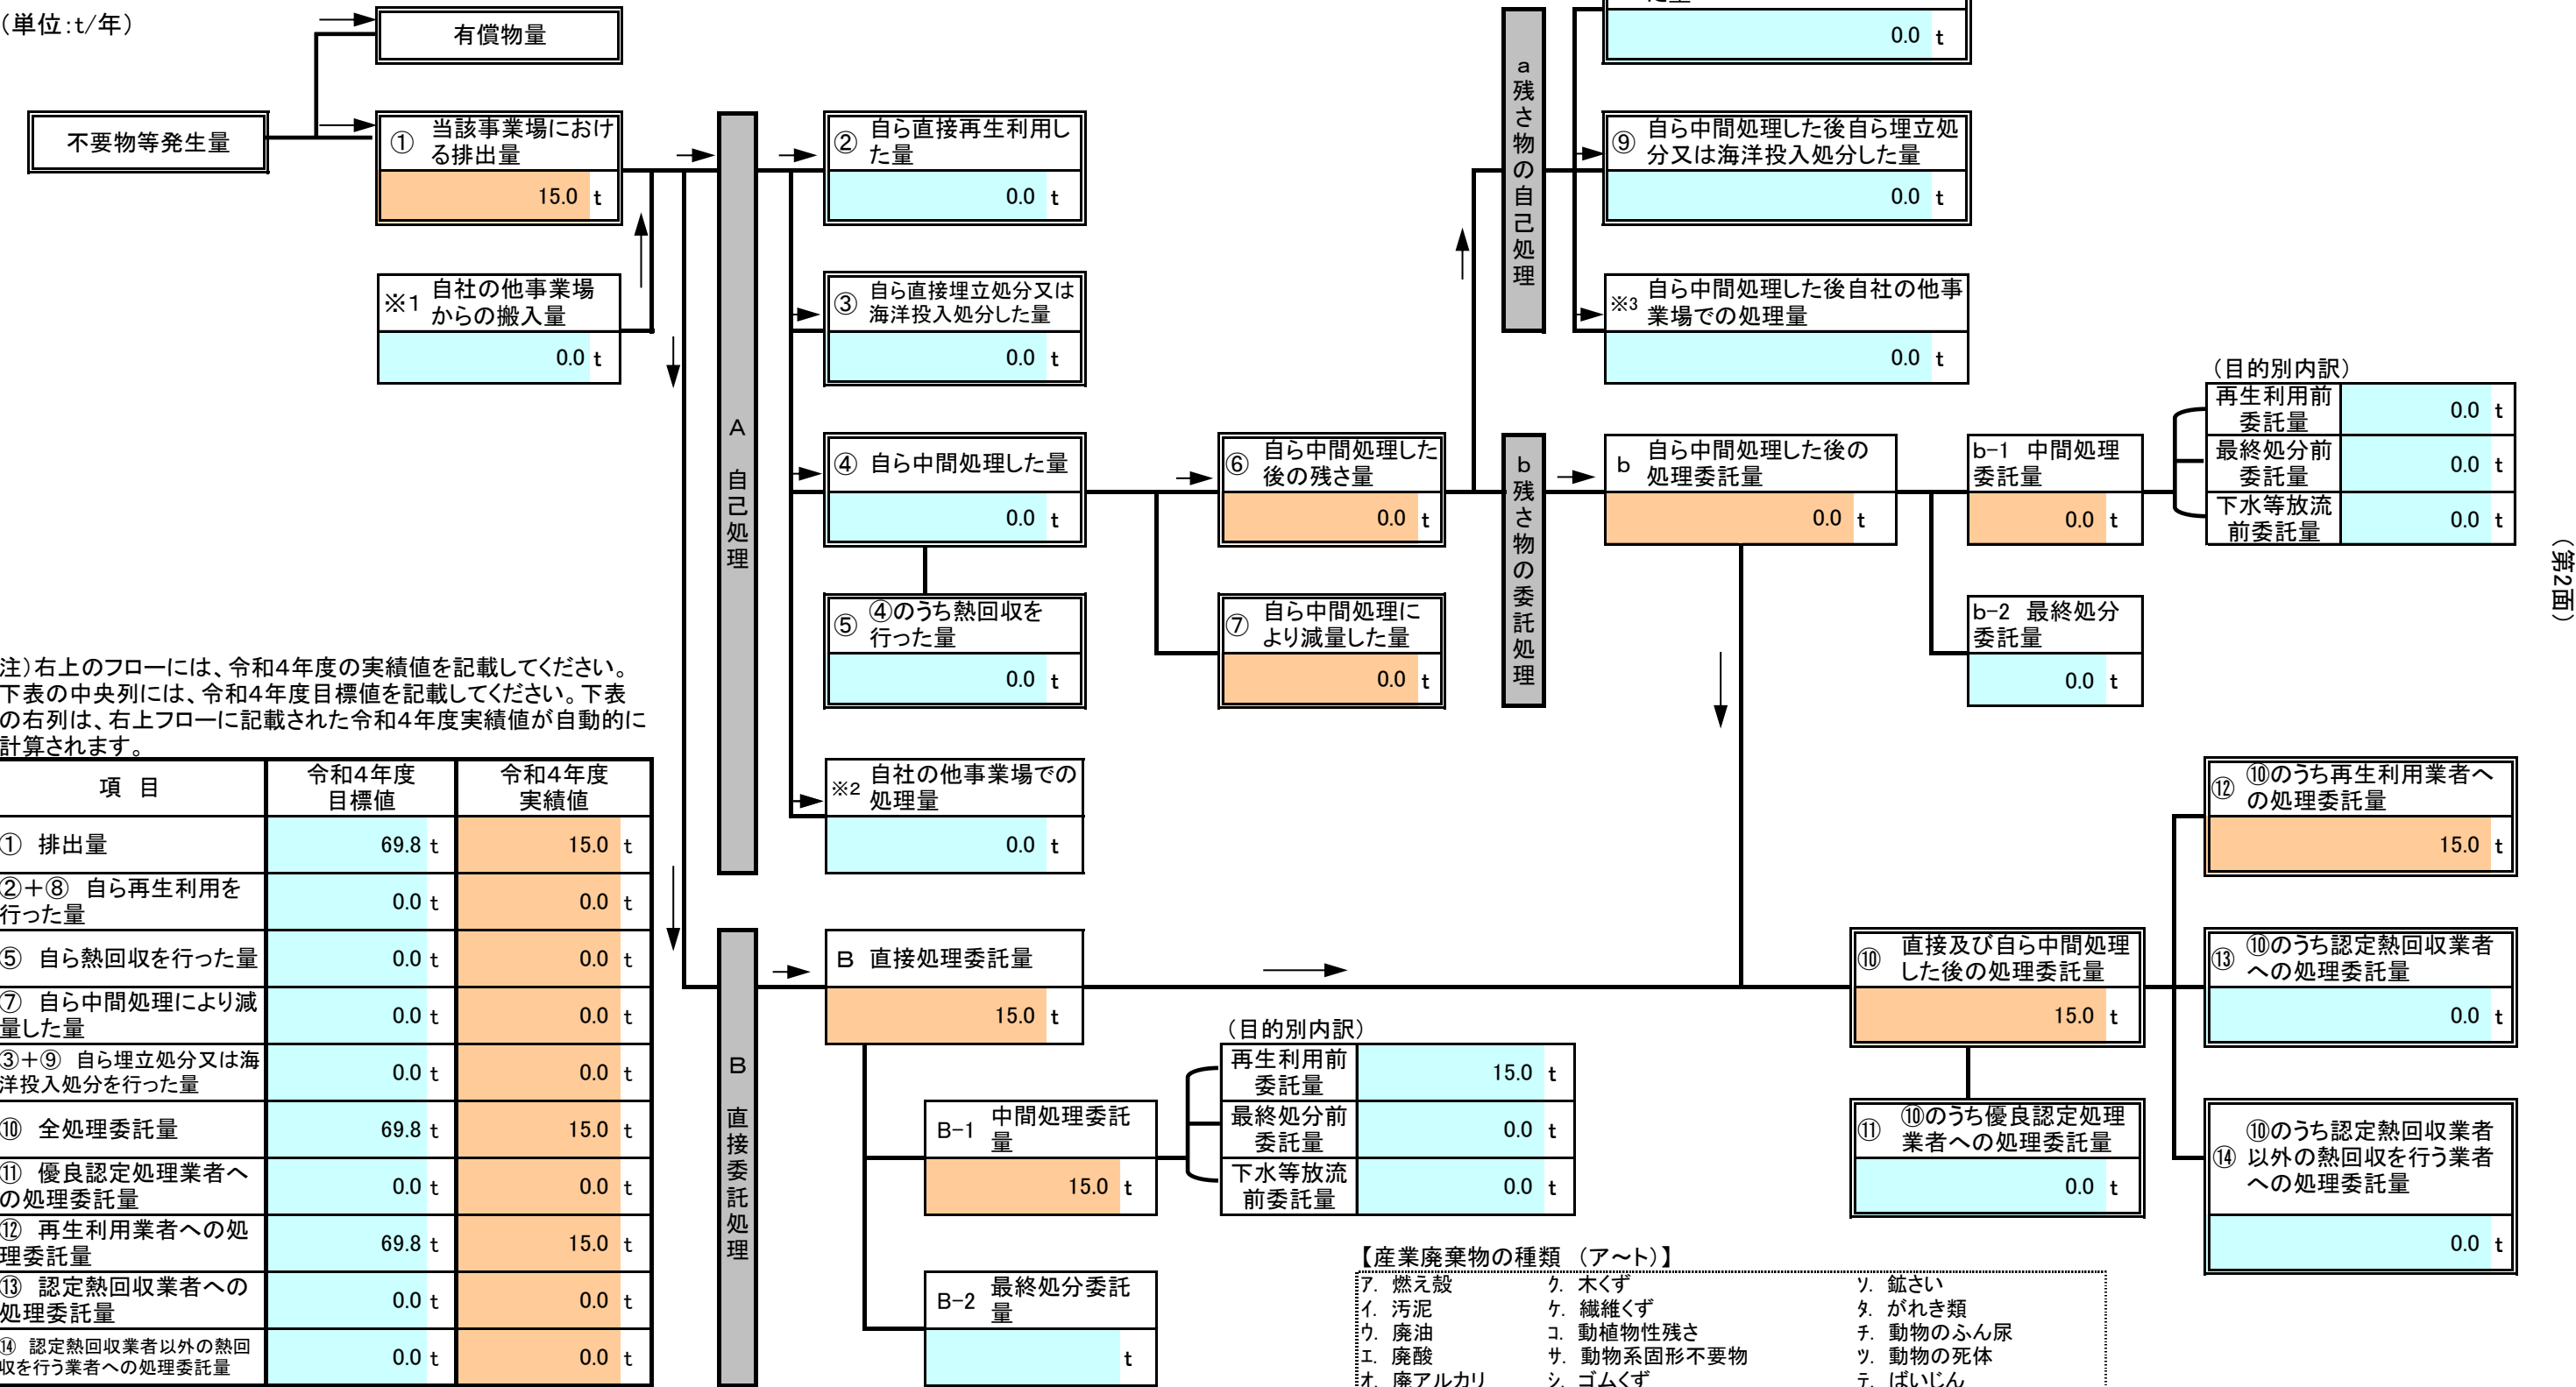 （単位：t/年）
有償物量
不要物等発生量
① 当該事業場におけ
る排出量
15.0 t
※1 自社の他事業場
からの搬入量
0.0 t
A 自己処理
② 自ら直接再生利用し
た量
0.0 t
③ 自ら直接埋立処分又は
海洋投入処分した量
0.0 t
④ 自ら中間処理した量
0.0 t
⑤ ④のうち熱回収を
行った量
0.0 t
※2 自社の他事業場での
処理量
0.0 t
⑥ 自ら中間処理した
後の残さ量
0.0 t
⑦ 自ら中間処理に
より減量した量
0.0 t
a 残さ物の自己処理
0.0 t
⑨ 自ら中間処理した後自ら埋立処
分又は海洋投入処分した量
0.0 t
※3 自ら中間処理した後自社の他事
業場での処理量
0.0 t
b 残さ物の委託処理
b 自ら中間処理した後の
処理委託量
0.0 t
b-1 中間処理
委託量
0.0 t
（目的別内訳）
再生利用前
委託量
0.0 t
最終処分前
委託量
0.0 t
下水等放流
前委託量
0.0 t
b-2 最終処分
委託量
0.0 t
（第2面）
注）右上のフローには、令和4年度の実績値を記載してください。
下表の中央列には、令和4年度目標値を記載してください。下表
の右列は、右上フローに記載された令和4年度実績値が自動的に
計算されます。
項 目 令和4年度
目標値 令和4年度
実績値
① 排出量 69.8 t 15.0 t
②＋⑧ 自ら再生利用を
行った量 0.0 t 0.0 t
⑤ 自ら熱回収を行った量 0.0 t 0.0 t
⑦ 自ら中間処理により減
量した量 0.0 t 0.0 t
③＋⑨ 自ら埋立処分又は海
洋投入処分を行った量 0.0 t 0.0 t
⑩ 全処理委託量 69.8 t 15.0 t
⑪ 優良認定処理業者へ
の処理委託量 0.0 t 0.0 t
⑫ 再生利用業者への処
理委託量 69.8 t 15.0 t
⑬ 認定熱回収業者への
処理委託量 0.0 t 0.0 t
⑭ 認定熱回収業者以外の熱回
収を行う業者への処理委託量 0.0 t 0.0 t
B 直接委託処理
B 直接処理委託量
15.0 t
B-1 中間処理委託
量
15.0 t
（目的別内訳）
再生利用前
委託量
15.0 t
最終処分前
委託量
0.0 t
下水等放流
前委託量
0.0 t
B-2 最終処分委託
量
t
⑩ 直接及び自ら中間処理
した後の処理委託量
15.0 t
⑪ ⑩のうち優良認定処理
業者への処理委託量
0.0 t
⑫ ⑩のうち再生利用業者へ
の処理委託量
15.0 t
⑬ ⑩のうち認定熱回収業者
への処理委託量
0.0 t
⑭ ⑩のうち認定熱回収業者
以外の熱回収を行う業者
への処理委託量
0.0 t
【産業廃棄物の種類 （ア～ト）】
ｱ. 燃え殻 ｸ. 木くず ｿ. 鉱さい
ｲ. 汚泥 ｹ. 繊維くず ﾀ. がれき類
ｳ. 廃油 ｺ. 動植物性残さ ﾁ. 動物のふん尿
ｴ. 廃酸 ｻ. 動物系固形不要物 ﾂ. 動物の死体
ｵ. 廃アルカリ ｼ. ゴムくず ﾃ. ばいじん